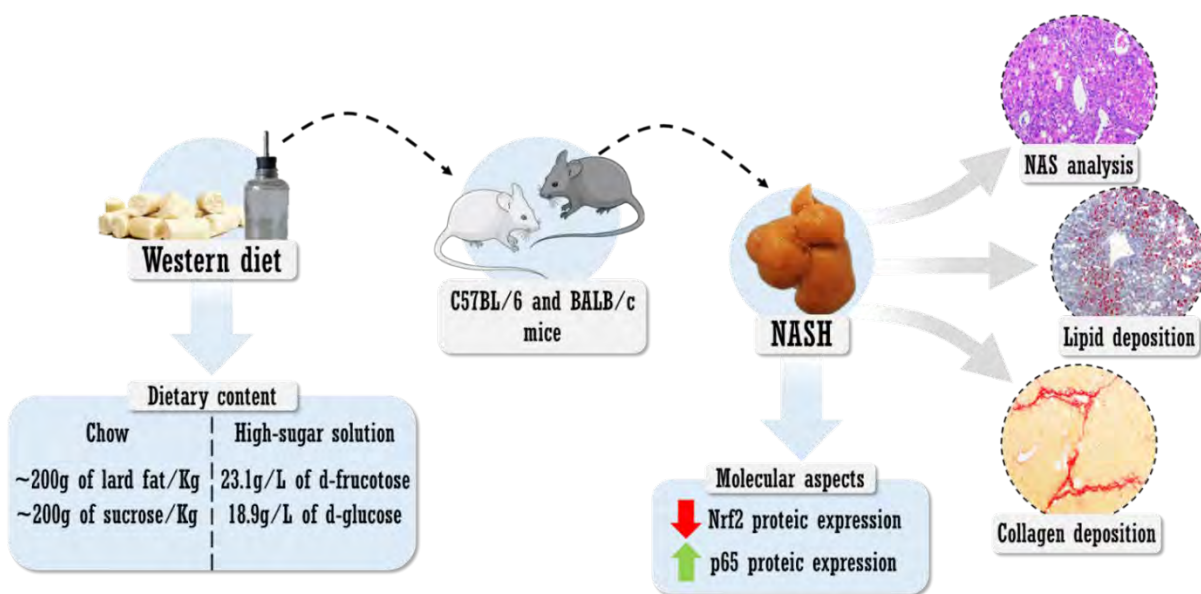 Western diet
C57BL/6 and BALB/c
mice
NASH
NAS analysis
Lipid deposition
Collagen deposition
Dietary content
Chow
~200g of lard fat/Kg
~200g of sucrose/Kg
High-sugar solution
23.1g/L of d-frucotose
18.9g/L of d-glucose
Molecular aspects
Nrf2 proteic expression
p65 proteic expression